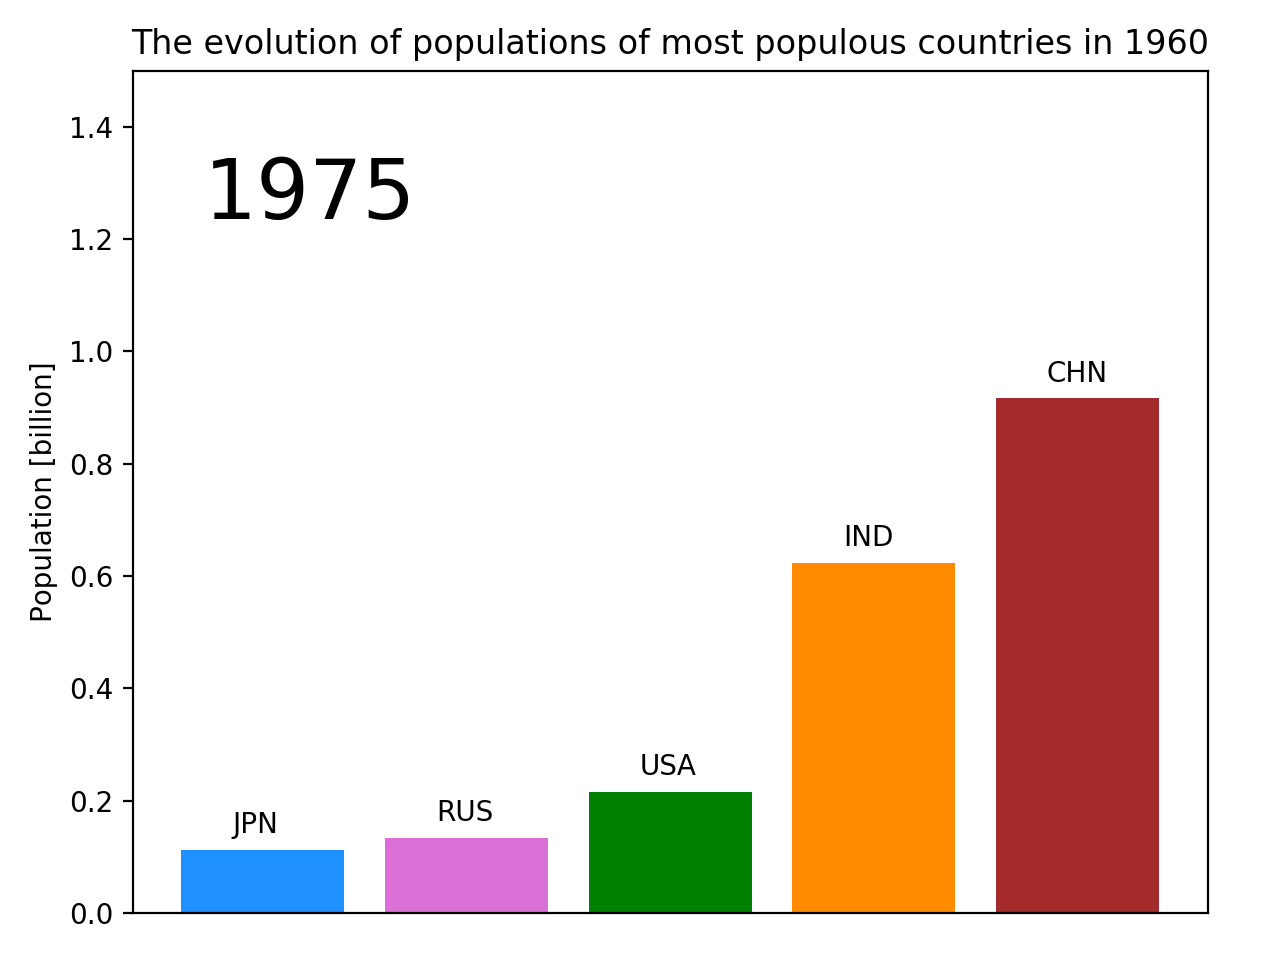 The evolution of populations of most populous countries in 1960
1975
Population [billion]
1.4
1.2
1.0
0.8
0.6
0.4
0.2
0.0
JPN
RUS
USA
IND
CHN